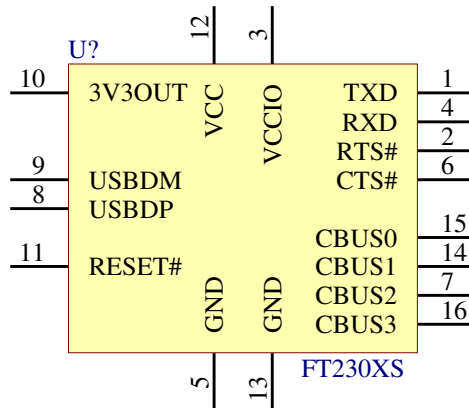 12 3
U?
10 3V3OUT VCC VCCIO TXD 1
RXD 4
RTS# 2
9 USBDM CTS# 6
8 USBDP
CBUS0 15
11 RESET# CBUS1 14
GND GND CBUS2 7
CBUS3 16
5 13 FT230XS